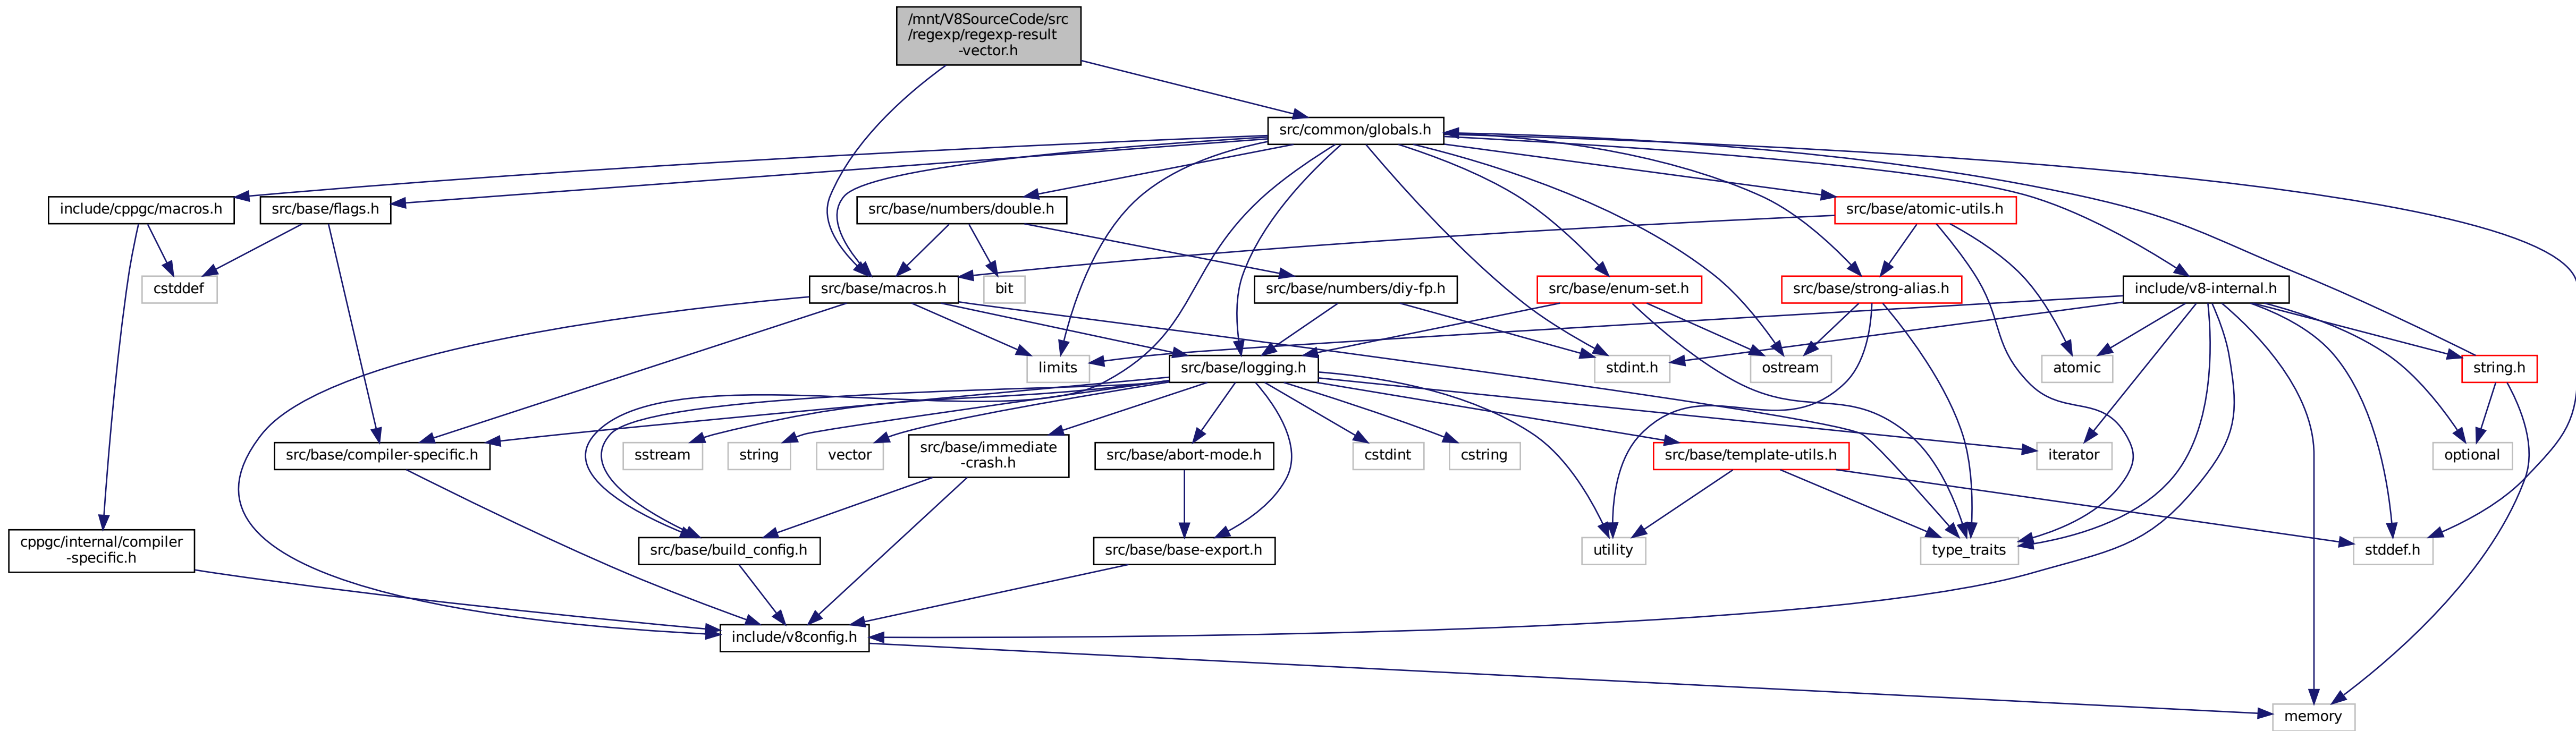 /mnt/V8SourceCode/src
/regexp/regexp-result
-vector.h
src/common/globals.h
include/cppgc/macros.h
src/base/flags.h
src/base/numbers/double.h
src/base/atomic-utils.h
cstddef
src/base/macros.h
bit
src/base/numbers/diy-fp.h
src/base/enum-set.h
src/base/strong-alias.h
include/v8-internal.h
limits
src/base/logging.h
stdint.h
ostream
atomic
string.h
src/base/compiler-specific.h
sstream
string
vector
src/base/immediate
-crash.h
src/base/abort-mode.h
cstdint
cstring
src/base/template-utils.h
iterator
optional
cppgc/internal/compiler
-specific.h
src/base/build_config.h
src/base/base-export.h
utility
type_traits
stddef.h
include/v8config.h
memory